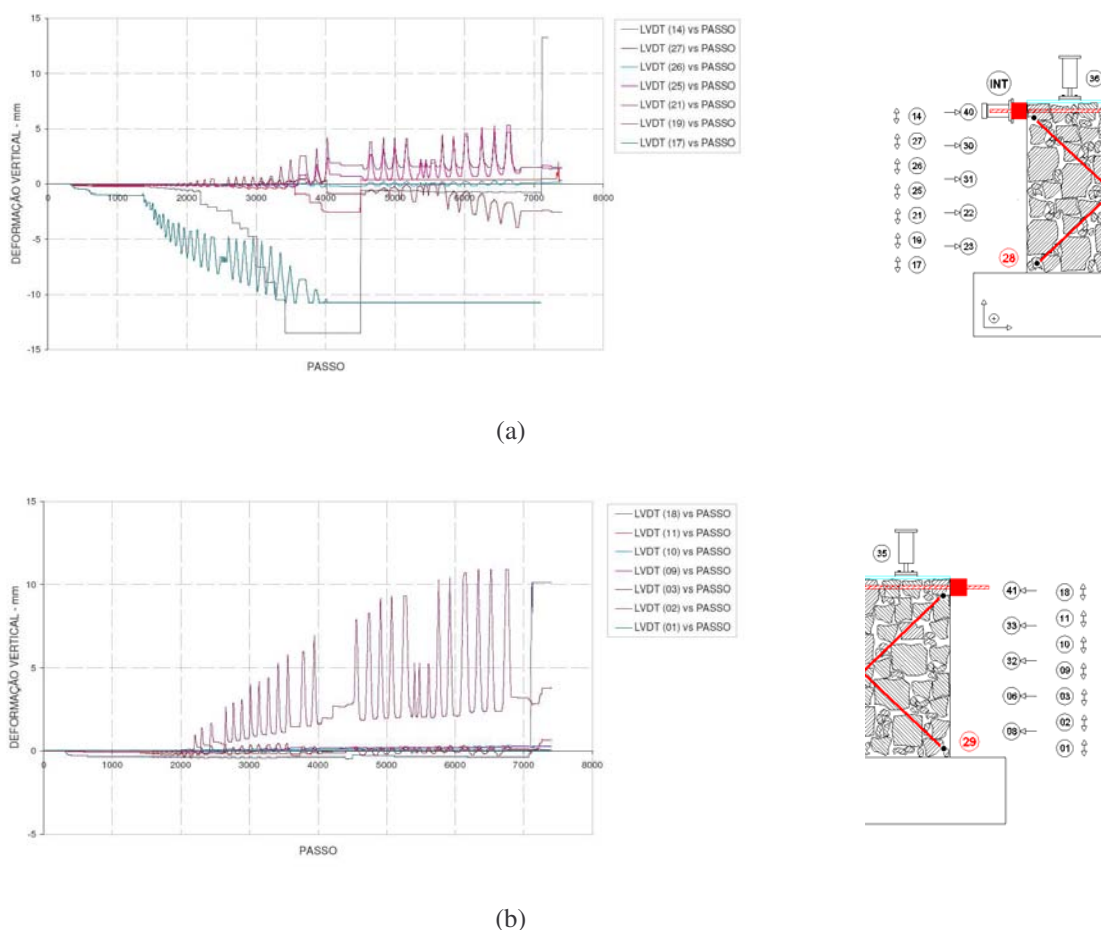 15
10
5
0
-5
-10
-15
0 1000 2000 3000 4000 5000 6000 7000 8000
DEFORMAÇÃO VERTICAL - mm
PASSO
LVDT (14) vs PASSO
LVDT (27) vs PASSO
LVDT (26) vs PASSO
LVDT (25) vs PASSO
LVDT (21) vs PASSO
LVDT (19) vs PASSO
LVDT (17) vs PASSO
INT
36
14 40
27 30
26 31
25
21 22
19 23
17
28
+
(a)
15
10
5
0
-5
0 1000 2000 3000 4000 5000 6000 7000 8000
DEFORMAÇÃO VERTICAL - mm
PASSO
LVDT (18) vs PASSO
LVDT (11) vs PASSO
LVDT (10) vs PASSO
LVDT (09) vs PASSO
LVDT (03) vs PASSO
LVDT (02) vs PASSO
LVDT (01) vs PASSO
35
41 18
33 11
32 10
09
06 03
08 02
01
29
(b)